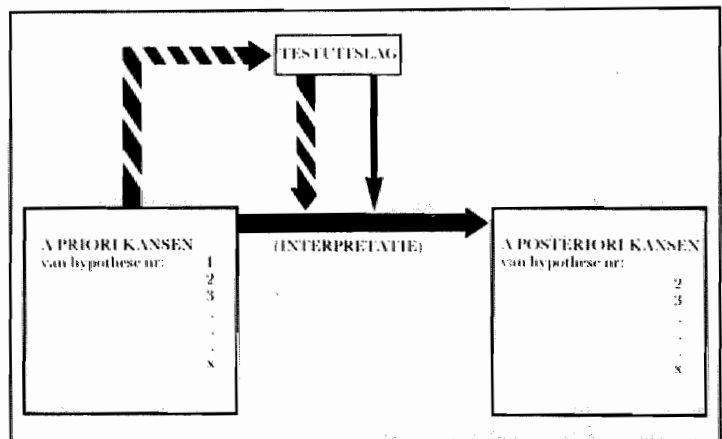 TESTUITSLAG
A PRIORI KANSEN
van hypothese nr: 1
2
3
.
.
.
x
(INTERPRETATIE)
A POSTERIORI KANSEN
van hypothese nr:
2
3
.
.
.
x